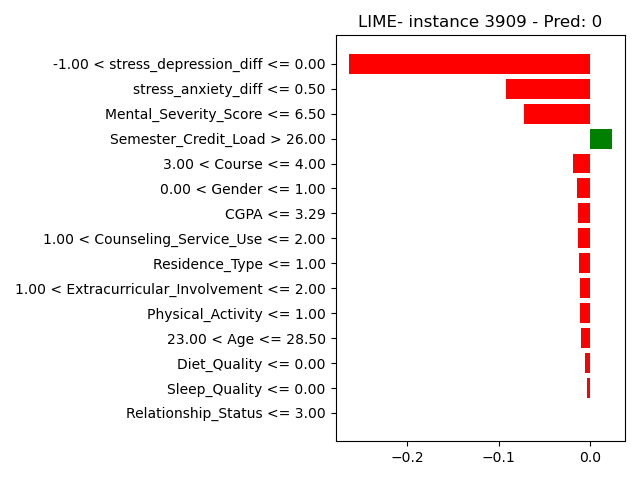 LIME- instance 3909 - Pred: 0
-1.00 < stress_depression_diff <= 0.00
stress_anxiety_diff <= 0.50
Mental_Severity_Score <= 6.50
Semester_Credit_Load > 26.00
3.00 < Course <= 4.00
0.00 < Gender <= 1.00
CGPA <= 3.29
1.00 < Counseling_Service_Use <= 2.00
Residence_Type <= 1.00
1.00 < Extracurricular_Involvement <= 2.00
Physical_Activity <= 1.00
23.00 < Age <= 28.50
Diet_Quality <= 0.00
Sleep_Quality <= 0.00
Relationship_Status <= 3.00
−0.2 −0.1 0.0